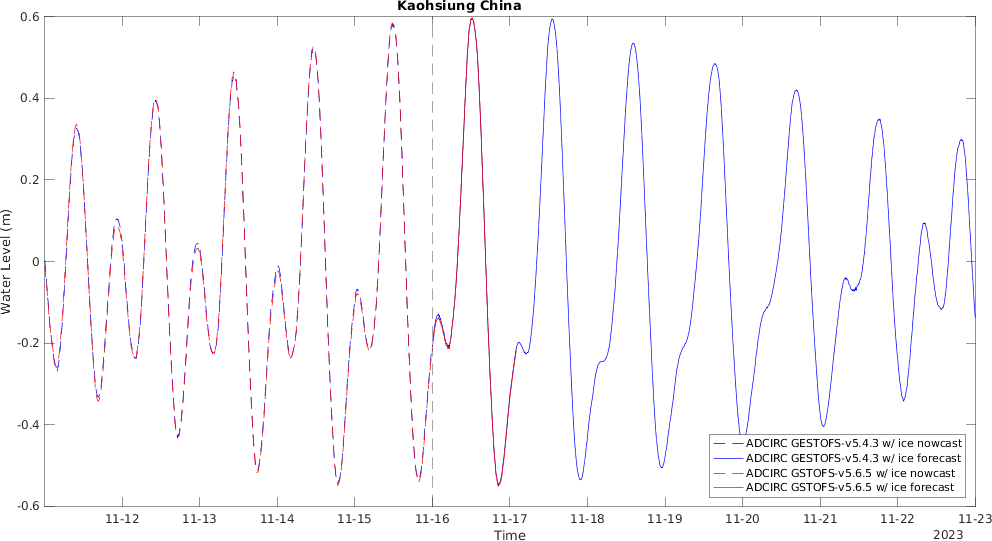 Kaohsiung China
0.6
0.4
0.2
0
-0.2
-0.4
-0.6
Water Level (m)
ADCIRC GESTOFS-v5.4.3 w/ ice nowcast
ADCIRC GESTOFS-v5.4.3 w/ ice forecast
ADCIRC GSTOFS-v5.6.5 w/ ice nowcast
ADCIRC GSTOFS-v5.6.5 w/ ice forecast
11-12 11-13 11-14 11-15 11-16 11-17 11-18 11-19 11-20 11-21 11-22 11-23
Time
2023